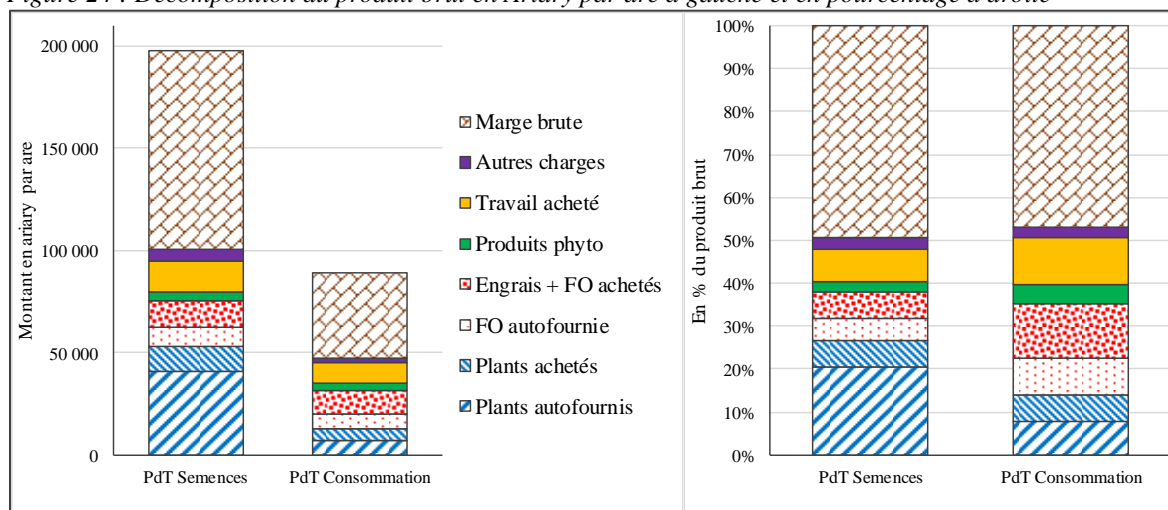 Figure 24 : Décomposition du produit brut en Ariary par are à gauche et en pourcentage à droite
Montant en ariary par are
200 000
150 000
100 000
50 000
0
PdT Semences
PdT Consommation
Marge brute
Autres charges
Travail acheté
Produits phyto
Engrais + FO achetés
FO autofournie
Plants achetés
Plants autofournis
En % du produit brut
100%
90%
80%
70%
60%
50%
40%
30%
20%
10%
0%
PdT Semences
PdT Consommation